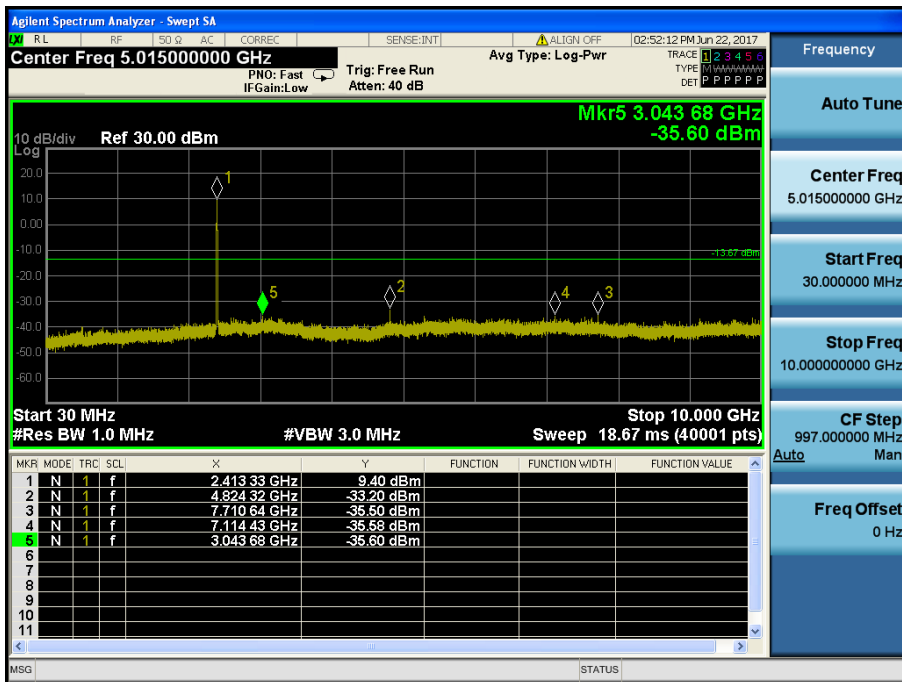 Agilent Spectrum Analyzer - Swept SA
LXI RL RF 50 Ω AC CORREC SENSE:INT ALIGN OFF 02:52:12 PM Jun 22, 2017
Center Freq 5.015000000 GHz
PNO: Fast
IFGain:Low
Trig: Free Run
Atten: 40 dB
Avg Type: Log-Pwr
TRACE 1 2 3 4 5 6
TYPE M WWWWW
DET P P P P P P
Mkr5 3.043 68 GHz
-35.60 dBm
10 dB/div Ref 30.00 dBm
Log
20.0
10.0
0.00
-10.0
-20.0
-30.0
-40.0
-50.0
-60.0
1
-13.67 dBm
5
2
4
3
Start 30 MHz
Stop 10.000 GHz
#Res BW 1.0 MHz #VBW 3.0 MHz Sweep 18.67 ms (40001 pts)
MKR MODE TRC SCL X Y FUNCTION FUNCTION WIDTH FUNCTION VALUE
1 N 1 f 2.413 33 GHz 9.40 dBm
2 N 1 f 4.824 32 GHz -33.20 dBm
3 N 1 f 7.710 64 GHz -35.50 dBm
4 N 1 f 7.114 43 GHz -35.58 dBm
5 N 1 f 3.043 68 GHz -35.60 dBm
6
7
8
9
10
11
MSG STATUS
Frequency
Auto Tune
Center Freq
5.015000000 GHz
Start Freq
30.000000 MHz
Stop Freq
10.000000000 GHz
CF Step
997.000000 MHz
Auto Man
Freq Offset
0 Hz